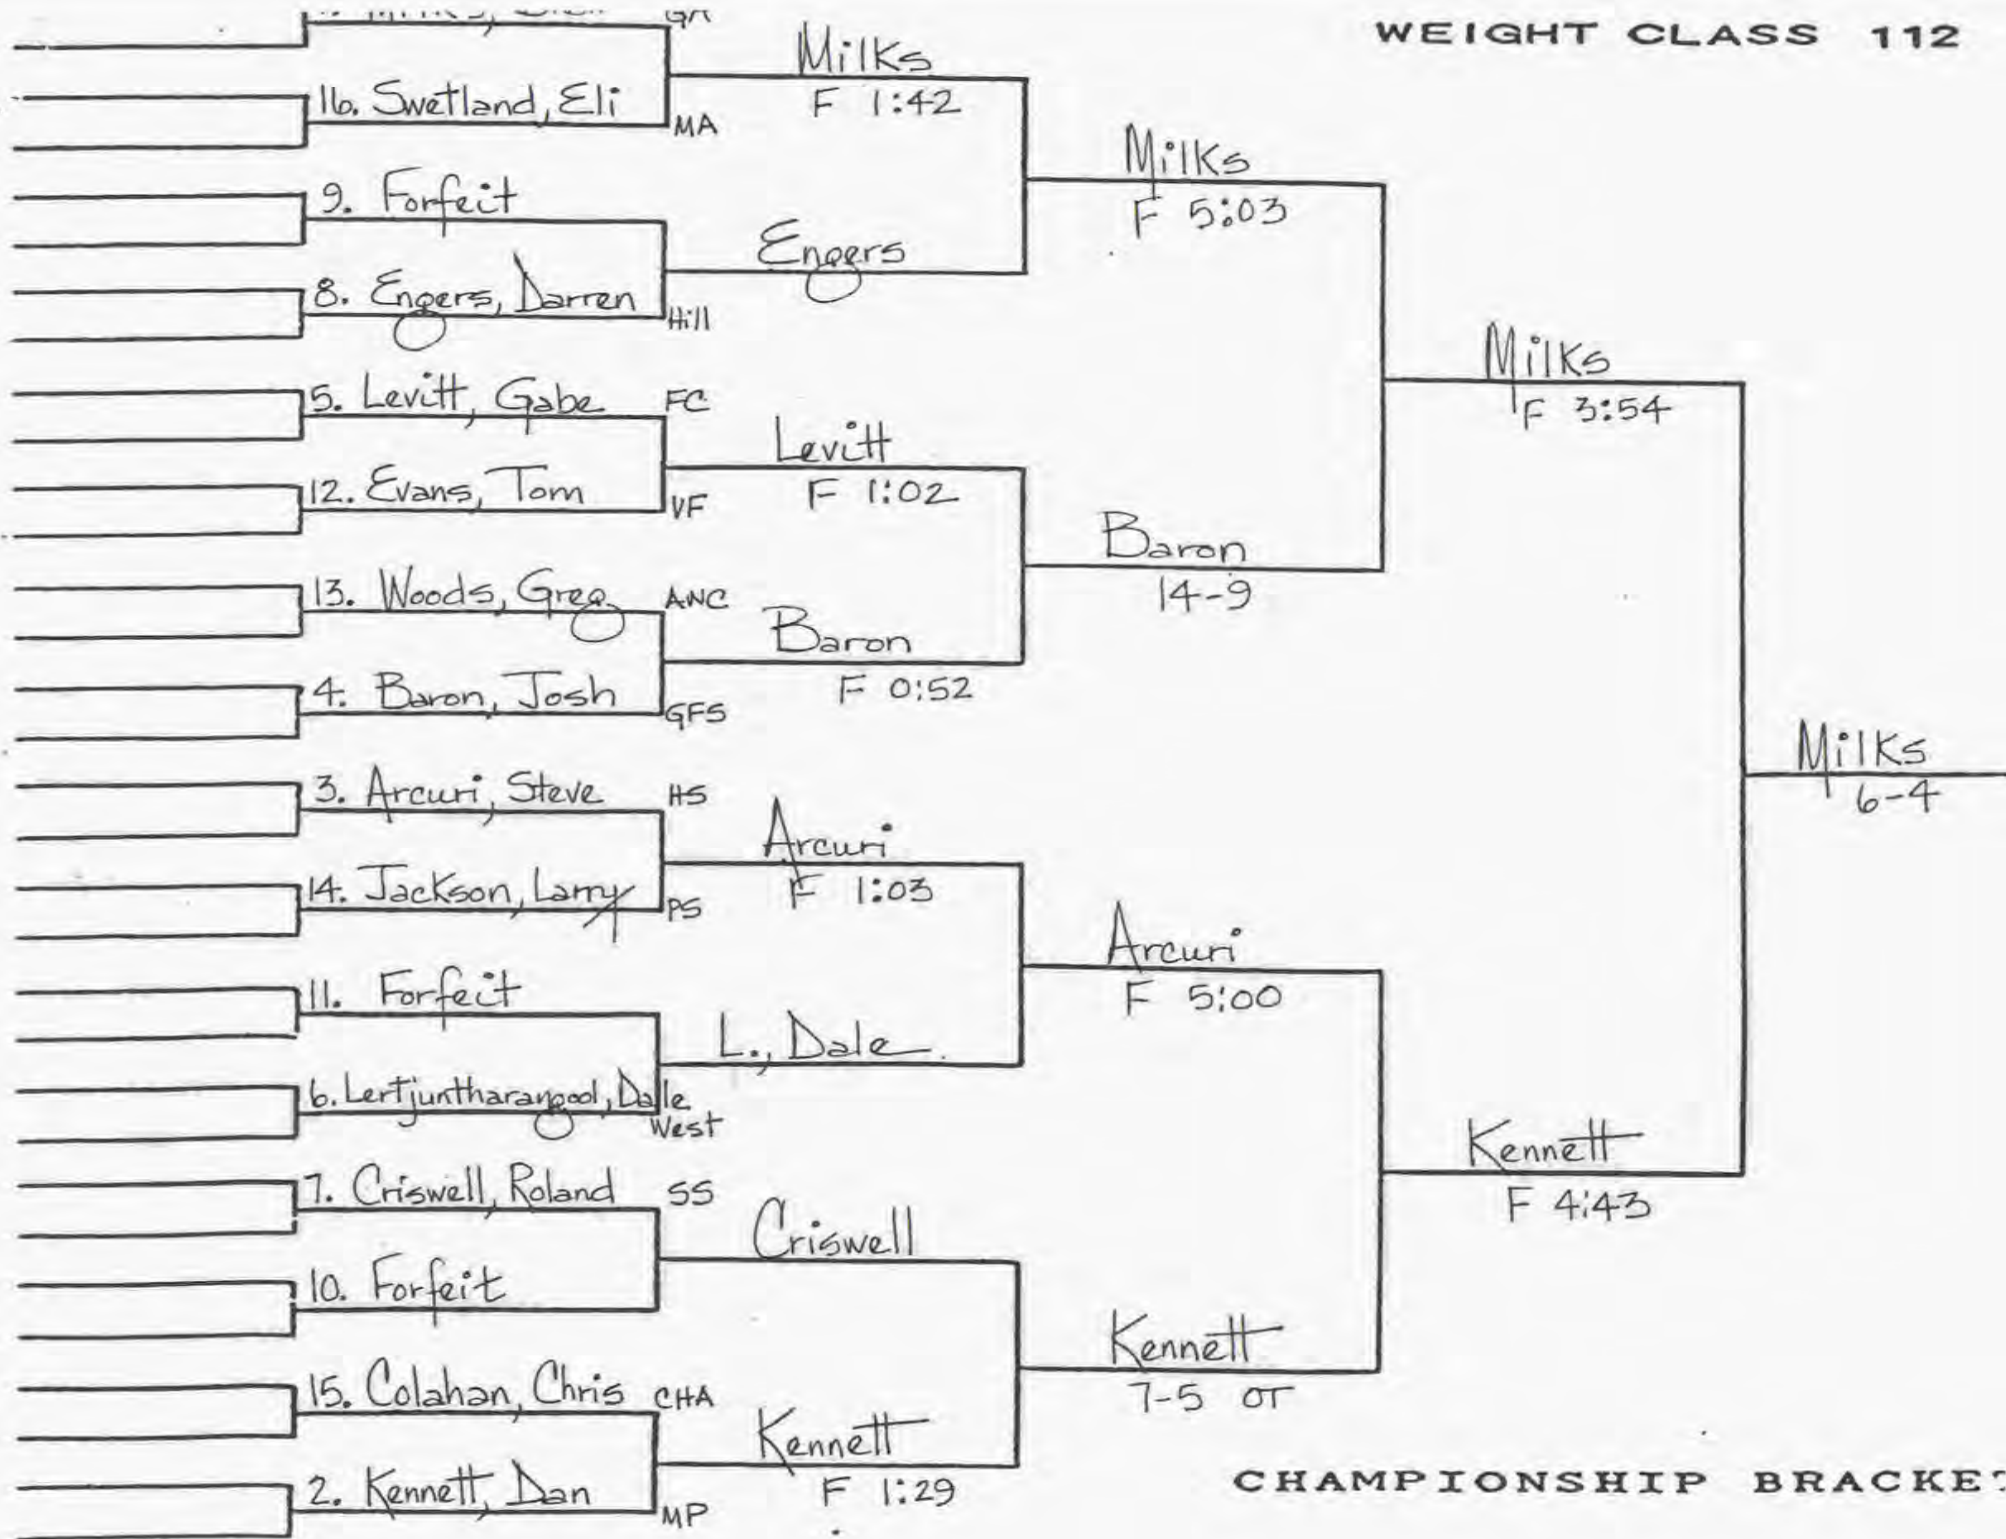 WEIGHT CLASS 112
Milks, GA
Milks
F 1:42
16. Swetland, Eli MA
Milks
F 5:03
9. Forfeit
Engers
8. Engers, Darren Hill
Milks
F 3:54
5. Levitt, Gabe FC
Levitt
F 1:02
12. Evans, Tom VF
Baron
14-9
13. Woods, Greg AWC
Baron
F 0:52
4. Baron, Josh GFS
Milks
6-4
3. Arcuri, Steve HS
Arcuri
F 1:03
14. Jackson, Larry PS
Arcuri
F 5:00
11. Forfeit
L., Dale
6. Lertjuntharangool, Dale West
Kennett
F 4:43
7. Criswell, Roland SS
Criswell
10. Forfeit
Kennett
7-5 OT
15. Colahan, Chris CHA
Kennett
F 1:29
2. Kennett, Dan MP
CHAMPIONSHIP BRACKET